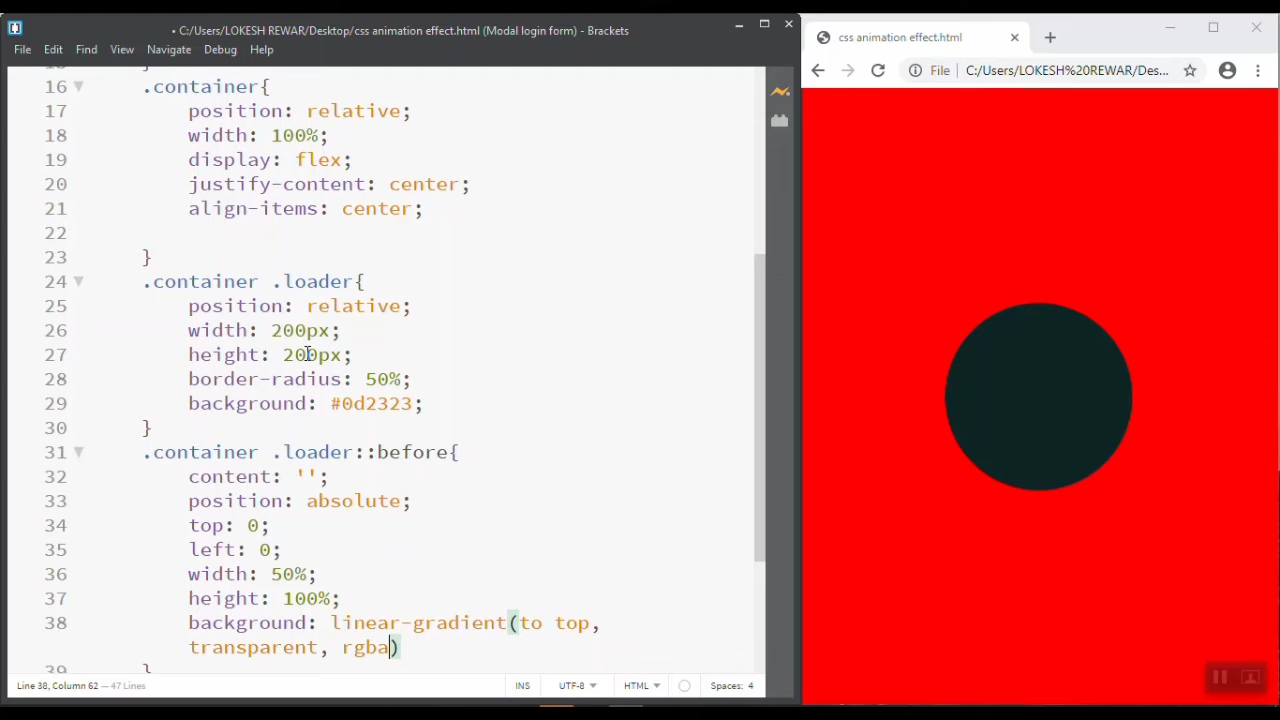 • C:/Users/LOKESH REWAR/Desktop/css animation effect.html (Modal login form) - Brackets
File Edit Find View Navigate Debug Help
16 .container{
17 position: relative;
18 width: 100%;
19 display: flex;
20 justify-content: center;
21 align-items: center;
22
23 }
24 .container .loader{
25 position: relative;
26 width: 200px;
27 height: 200px;
28 border-radius: 50%;
29 background: #0d2323;
30 }
31 .container .loader::before{
32 content: '';
33 position: absolute;
34 top: 0;
35 left: 0;
36 width: 50%;
37 height: 100%;
38 background: linear-gradient(to top,
transparent, rgba)
39 }
Line 38, Column 62 — 47 Lines
INS UTF-8 HTML Spaces: 4
css animation effect.html
File C:/Users/LOKESH%20REWAR/Des...